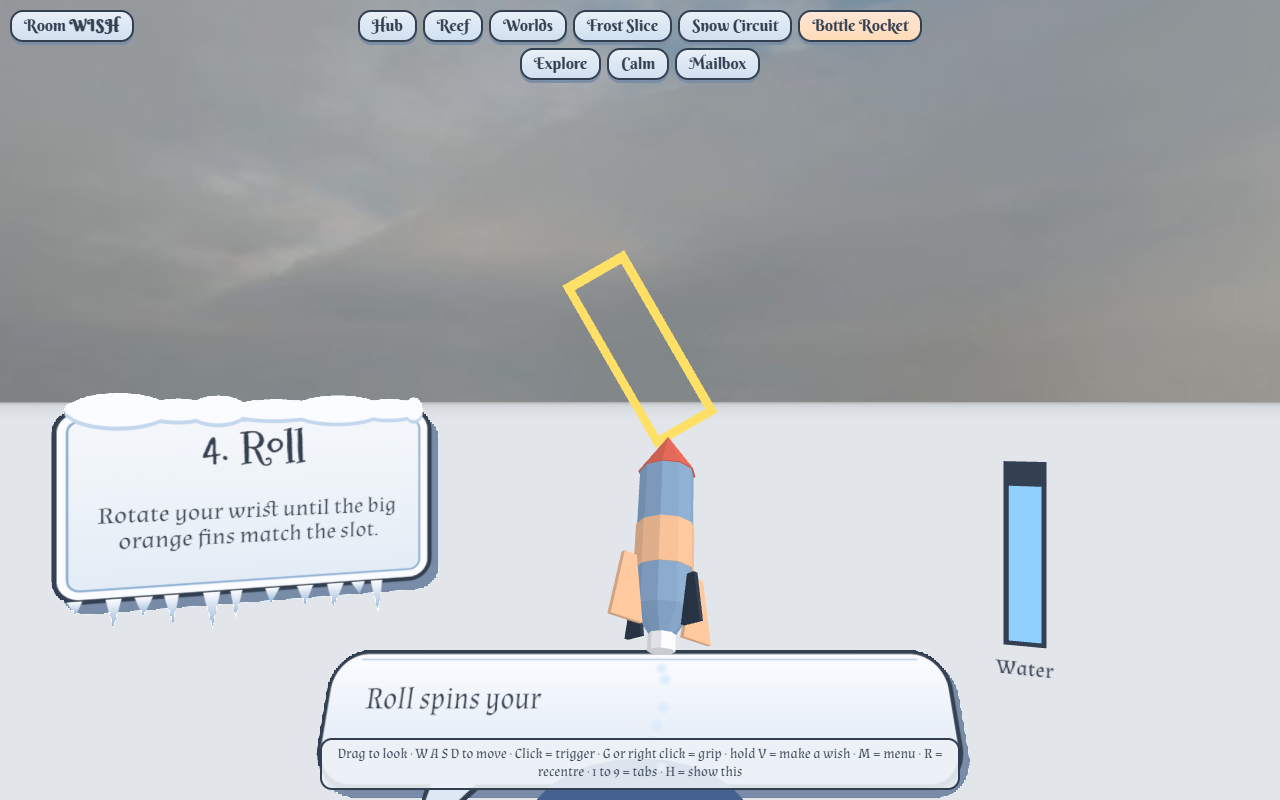 Room WISH
Hub Reef Worlds Frost Slice Snow Circuit Bottle Rocket
Explore Calm Mailbox
4. Roll
Rotate your wrist until the big
orange fins match the slot.
Water
Roll spins your
Drag to look · W A S D to move · Click = trigger · G or right click = grip · hold V = make a wish · M = menu · R =
recentre · 1 to 9 = tabs · H = show this